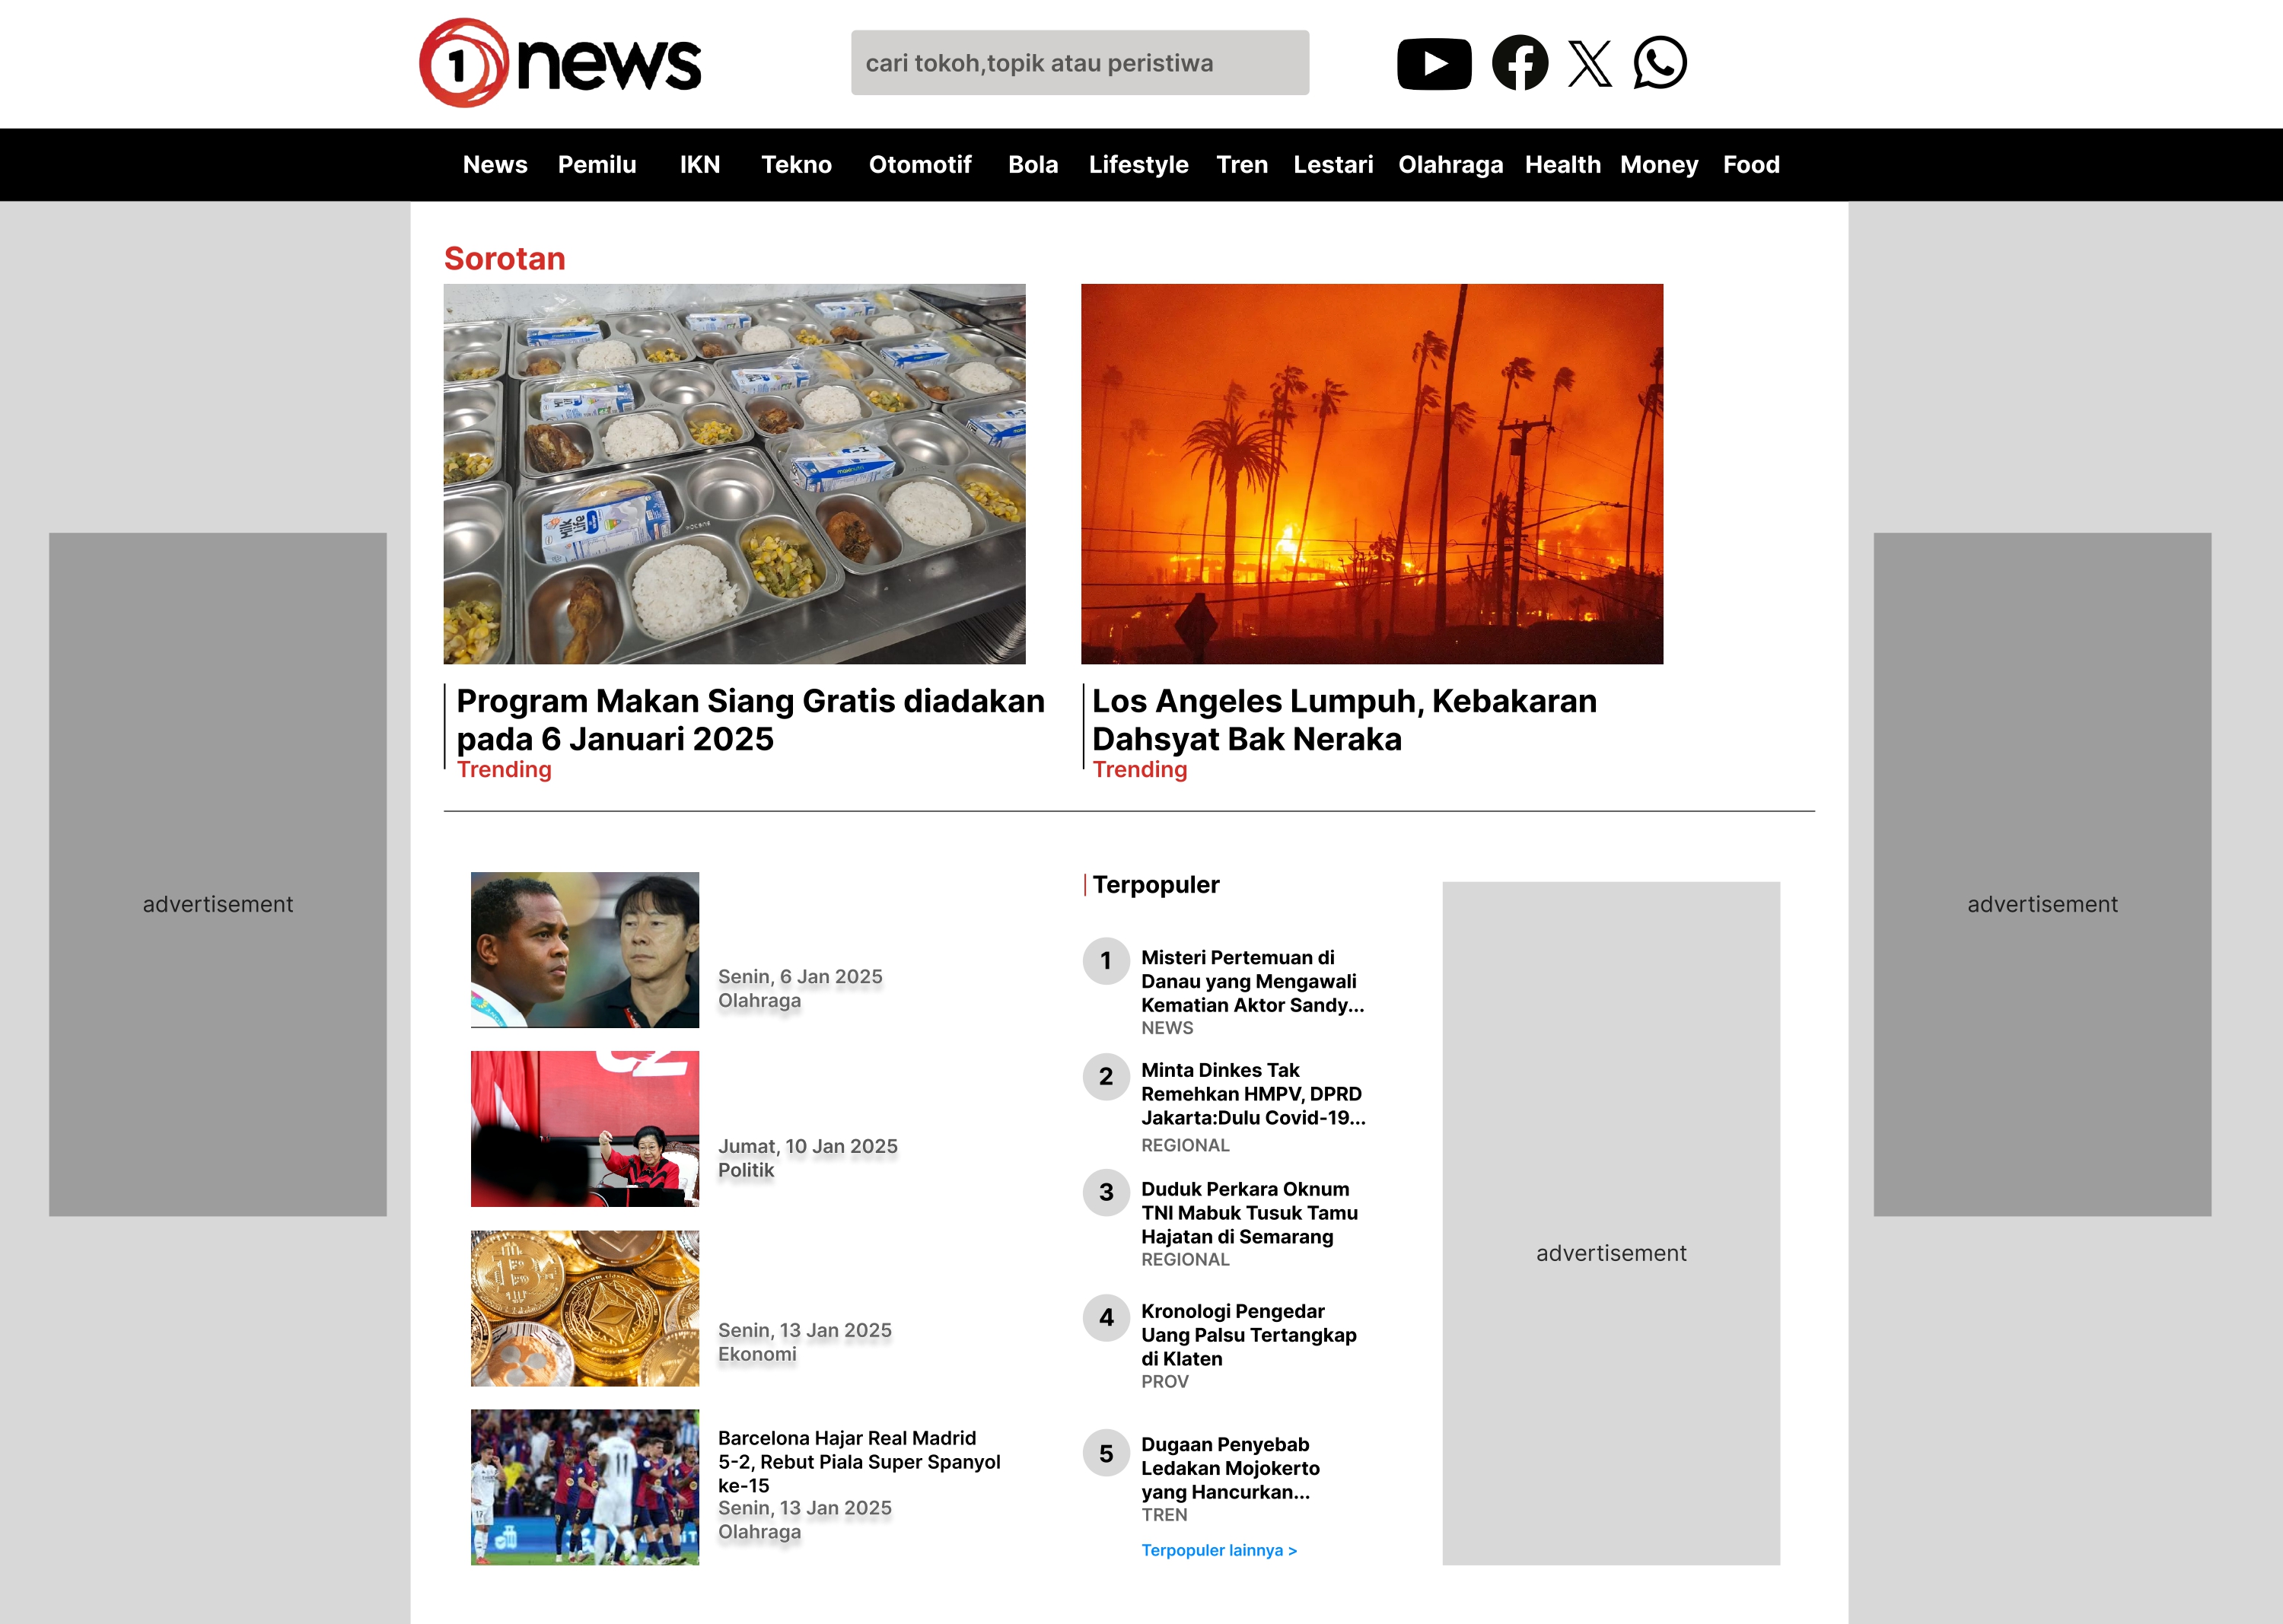 1 news
cari tokoh,topik atau peristiwa
News Pemilu IKN Tekno Otomotif Bola Lifestyle Tren Lestari Olahraga Health Money Food
Sorotan
Milk Life
Program Makan Siang Gratis diadakan
pada 6 Januari 2025
Trending
Los Angeles Lumpuh, Kebakaran
Dahsyat Bak Neraka
Trending
advertisement
Senin, 6 Jan 2025
Olahraga
Jumat, 10 Jan 2025
Politik
Senin, 13 Jan 2025
Ekonomi
11
17
Barcelona Hajar Real Madrid
5-2, Rebut Piala Super Spanyol
ke-15
Senin, 13 Jan 2025
Olahraga
Terpopuler
1
Misteri Pertemuan di
Danau yang Mengawali
Kematian Aktor Sandy...
NEWS
2
Minta Dinkes Tak
Remehkan HMPV, DPRD
Jakarta:Dulu Covid-19...
REGIONAL
3
Duduk Perkara Oknum
TNI Mabuk Tusuk Tamu
Hajatan di Semarang
REGIONAL
4
Kronologi Pengedar
Uang Palsu Tertangkap
di Klaten
PROV
5
Dugaan Penyebab
Ledakan Mojokerto
yang Hancurkan...
TREN
Terpopuler lainnya >
advertisement
advertisement